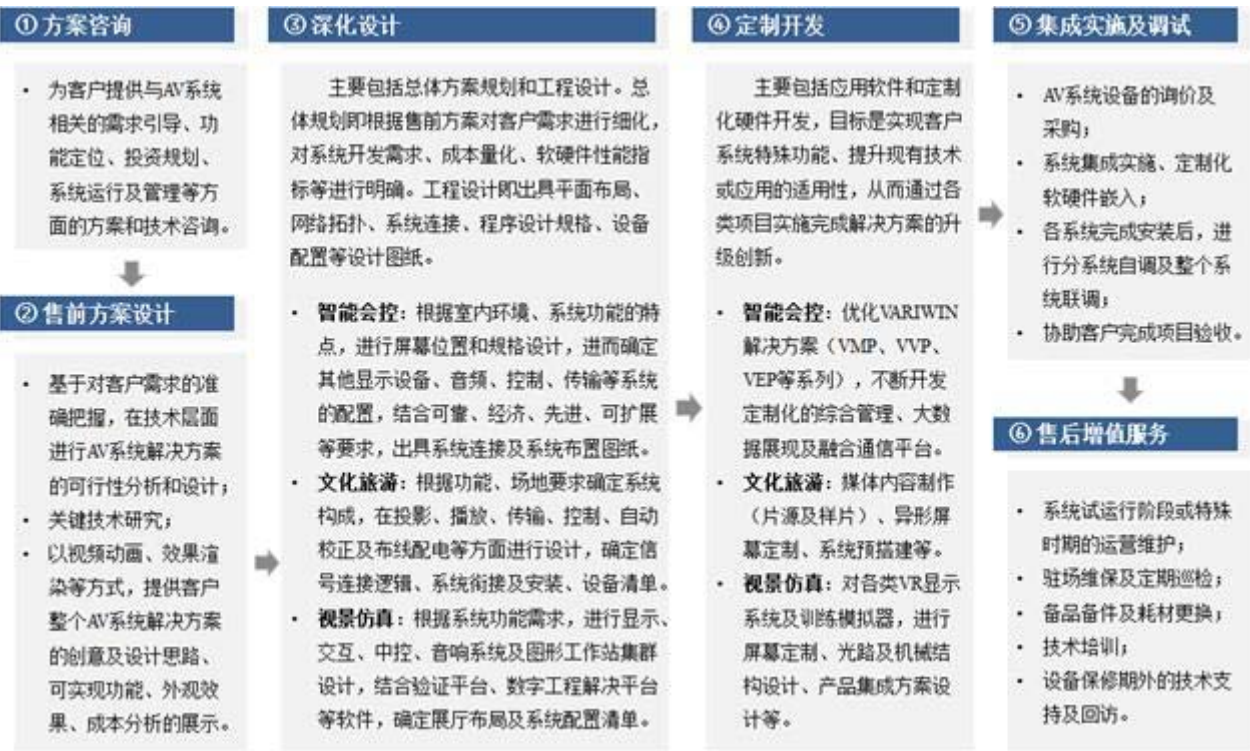 ① 方案咨询
• 为客户提供与AV系统
相关的需求引导、功
能定位、投资规划、
系统运行及管理等方
面的方案和技术咨询。
② 售前方案设计
• 基于对客户需求的准
确把握，在技术层面
进行AV系统解决方案
的可行性分析和设计；
• 关键技术研究；
• 以视频动画、效果渲
染等方式，提供客户
整个AV系统解决方案
的创意及设计思路、
可实现功能、外观效
果、成本分析的展示。
③ 深化设计
主要包括总体方案规划和工程设计。总
体规划即根据售前方案对客户需求进行细化，
对系统开发需求、成本量化、软硬件性能指
标等进行明确。工程设计即出具平面布局、
网络拓扑、系统连接、程序设计规格、设备
配置等设计图纸。
• 智能会控：根据室内环境、系统功能的特
点，进行屏幕位置和规格设计，进而确定
其他显示设备、音频、控制、传输等系统
的配置，结合可靠、经济、先进、可扩展
等要求，出具系统连接及系统布置图纸。
• 文化旅游：根据功能、场地要求确定系统
构成，在投影、播放、传输、控制、自动
校正及布线配电等方面进行设计，确定信
号连接逻辑、系统衔接及安装、设备清单。
• 视景仿真：根据系统功能需求，进行显示、
交互、中控、音响系统及图形工作站集群
设计，结合验证平台、数字工程解决平台
等软件，确定展厅布局及系统配置清单。
④ 定制开发
主要包括应用软件和定制
化硬件开发，目标是实现客户
系统特殊功能、提升现有技术
或应用的适用性，从而通过各
类项目实施完成解决方案的升
级创新。
• 智能会控：优化VARIWIN
解决方案（VMP、VVP、
VEP等系列），不断开发
定制化的综合管理、大数
据展现及融合通信平台。
• 文化旅游：媒体内容制作
（片源及样片）、异形屏
幕定制、系统预搭建等。
• 视景仿真：对各类VR显示
系统及训练模拟器，进行
屏幕定制、光路及机械结
构设计、产品集成方案设
计等。
⑤ 集成实施及调试
• AV系统设备的询价及
采购；
• 系统集成实施、定制化
软硬件嵌入；
• 各系统完成安装后，进
行分系统自调及整个系
统联调；
• 协助客户完成项目验收。
⑥ 售后增值服务
• 系统试运行阶段或特殊
时期的运营维护；
• 驻场维保及定期巡检；
• 备品备件及耗材更换；
• 技术培训；
• 设备保修期外的技术支
持及回访。